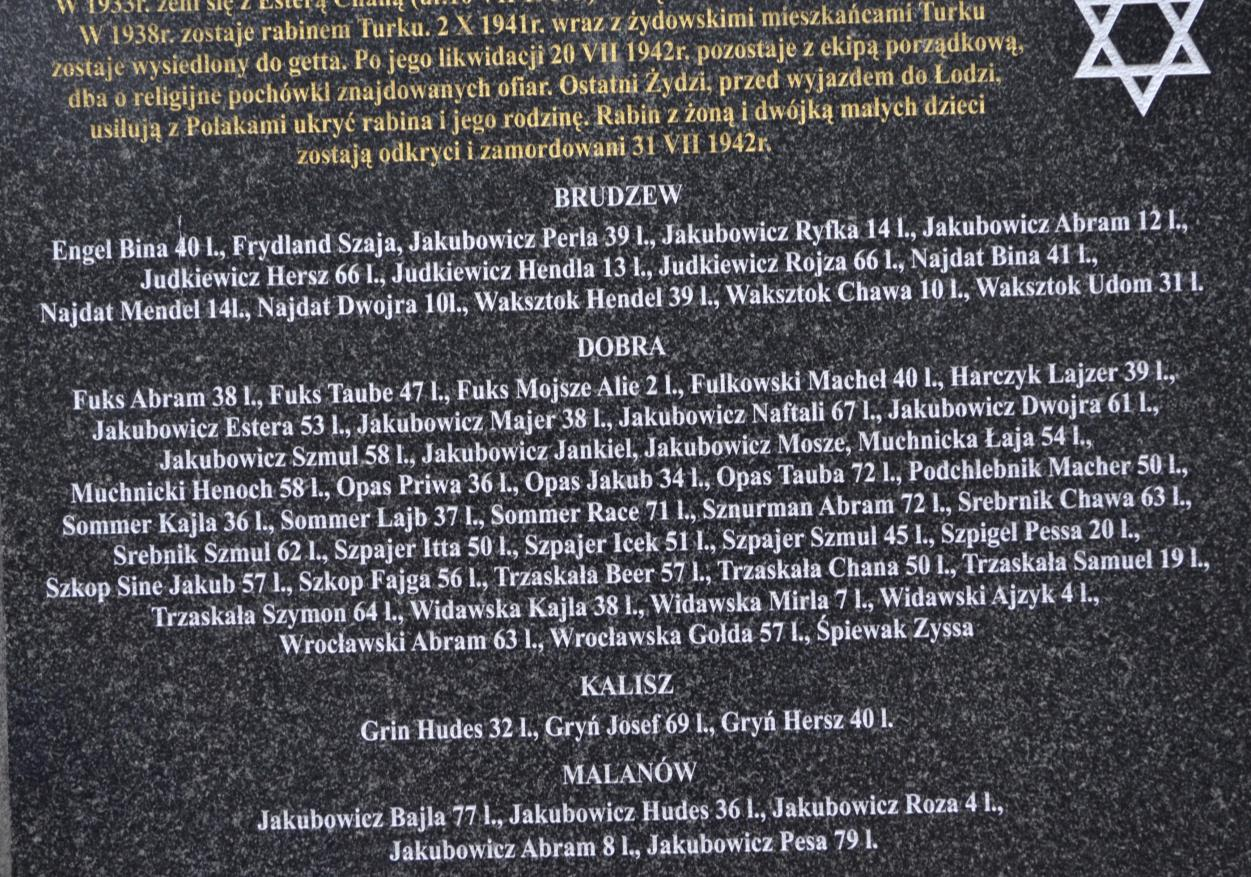 W 1933r. żeni się z Esterą Chaną
W 1938r. zostaje rabinem Turku. 2 X 1941r. wraz z żydowskimi mieszkańcami Turku
zostaje wysiedlony do getta. Po jego likwidacji 20 VII 1942r. pozostaje z ekipą porządkową,
dba o religijne pochówki znajdowanych ofiar. Ostatni Żydzi, przed wyjazdem do Łodzi,
usiłują z Polakami ukryć rabina i jego rodzinę. Rabin z żoną i dwójką małych dzieci
zostają odkryci i zamordowani 31 VII 1942r.
BRUDZEW
Engel Bina 40 l., Frydland Szaja, Jakubowicz Perla 39 l., Jakubowicz Ryfka 14 l., Jakubowicz Abram 12 l.,
Judkiewicz Hersz 66 l., Judkiewicz Hendla 13 l., Judkiewicz Rojza 66 l., Najdat Bina 41 l.,
Najdat Mendel 14l., Najdat Dwojra 10l., Waksztok Hendel 39 l., Waksztok Chawa 10 l., Waksztok Udom 31 l.
DOBRA
Fuks Abram 38 l., Fuks Taube 47 l., Fuks Mojsze Alie 2 l., Fułkowski Macheł 40 l., Harczyk Lajzer 39 l.,
Jakubowicz Estera 53 l., Jakubowicz Majer 38 l., Jakubowicz Naftali 67 l., Jakubowicz Dwojra 61 l.,
Jakubowicz Szmul 58 l., Jakubowicz Jankiel, Jakubowicz Mosze, Muchnicka Łaja 54 l.,
Muchnicki Henoch 58 l., Opas Priwa 36 l., Opas Jakub 34 l., Opas Tauba 72 l., Podchlebnik Macher 50 l.,
Sommer Kajla 36 l., Sommer Lajb 37 l., Sommer Race 71 l., Sznurman Abram 72 l., Srebrnik Chawa 63 l.,
Srebnik Szmul 62 l., Szpajer Itta 50 l., Szpajer Icek 51 l., Szpajer Szmul 45 l., Szpigel Pessa 20 l.,
Szkop Sine Jakub 57 l., Szkop Fajga 56 l., Trzaskała Beer 57 l., Trzaskała Chana 50 l., Trzaskała Samuel 19 l.,
Trzaskała Szymon 64 l., Widawska Kajla 38 l., Widawska Mirla 7 l., Widawski Ajzyk 4 l.,
Wrocławski Abram 63 l., Wrocławska Gołda 57 l., Śpiewak Zyssa
KALISZ
Grin Hudes 32 l., Gryń Josef 69 l., Gryń Hersz 40 l.
MALANÓW
Jakubowicz Bajla 77 l., Jakubowicz Hudes 36 l., Jakubowicz Roza 4 l.,
Jakubowicz Abram 8 l., Jakubowicz Pesa 79 l.